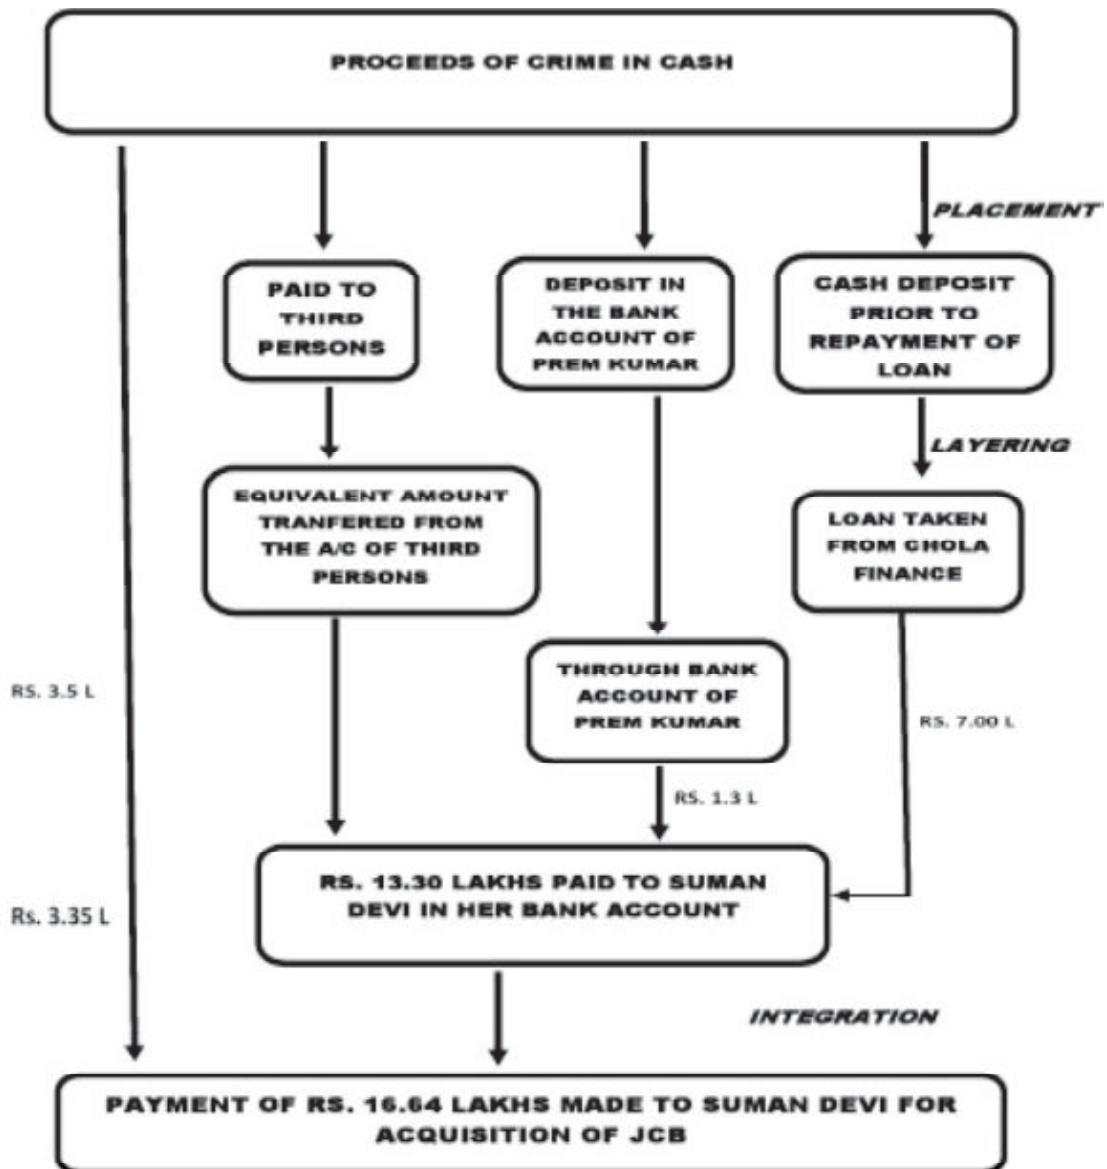 PROCEEDS OF CRIME IN CASH
PLACEMENT
PAID TO
THIRD
PERSONS
DEPOSIT IN
THE BANK
ACCOUNT OF
PREM KUMAR
CASH DEPOSIT
PRIOR TO
REPAYMENT OF
LOAN
LAYERING
EQUIVALENT AMOUNT
TRANFERED FROM
THE A/C OF THIRD
PERSONS
LOAN TAKEN
FROM CHOLA
FINANCE
THROUGH BANK
ACCOUNT OF
PREM KUMAR
RS. 3.5 L
RS. 7.00 L
RS. 1.3 L
RS. 13.30 LAKHS PAID TO SUMAN
DEVI IN HER BANK ACCOUNT
Rs. 3.35 L
INTEGRATION
PAYMENT OF RS. 16.64 LAKHS MADE TO SUMAN DEVI FOR
ACQUISITION OF JCB